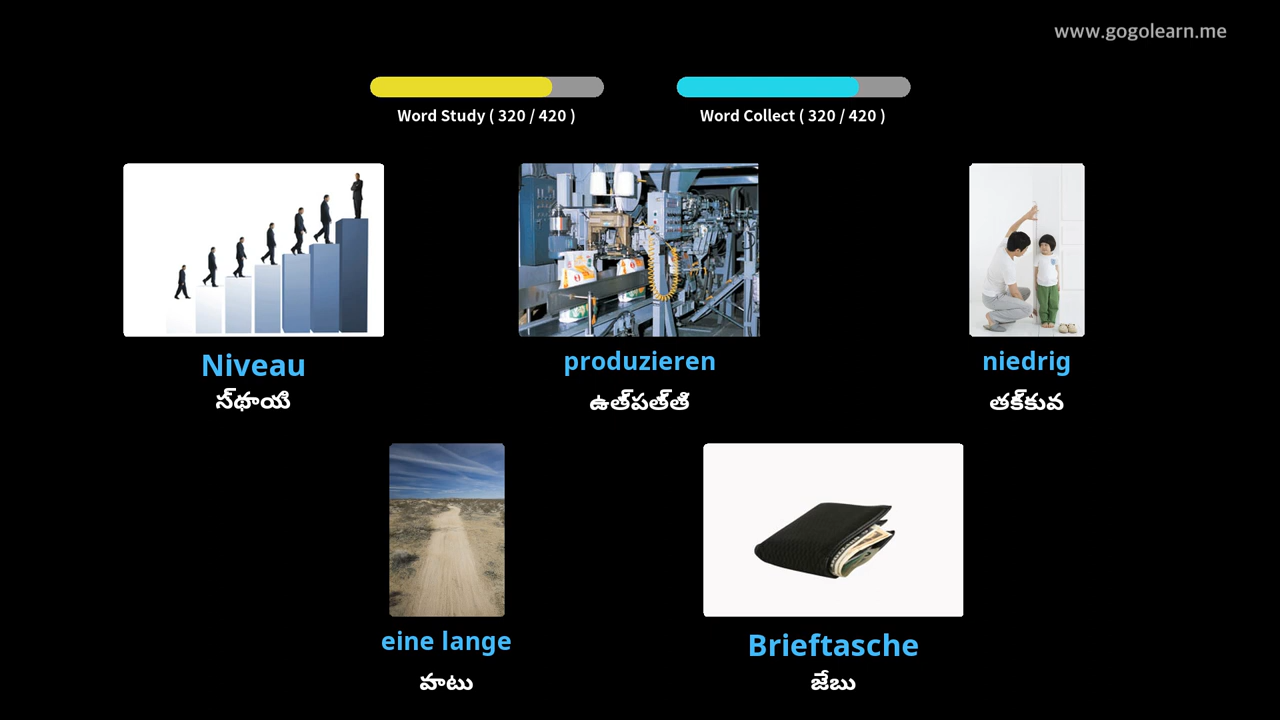 www.gogolearn.me
Word Study ( 320 / 420 )
Word Collect ( 320 / 420 )
Niveau
produzieren
niedrig
స్థాయి
ఉత్పత్తి
తక్కువ
eine lange
Brieftasche
పాటు
జేబు